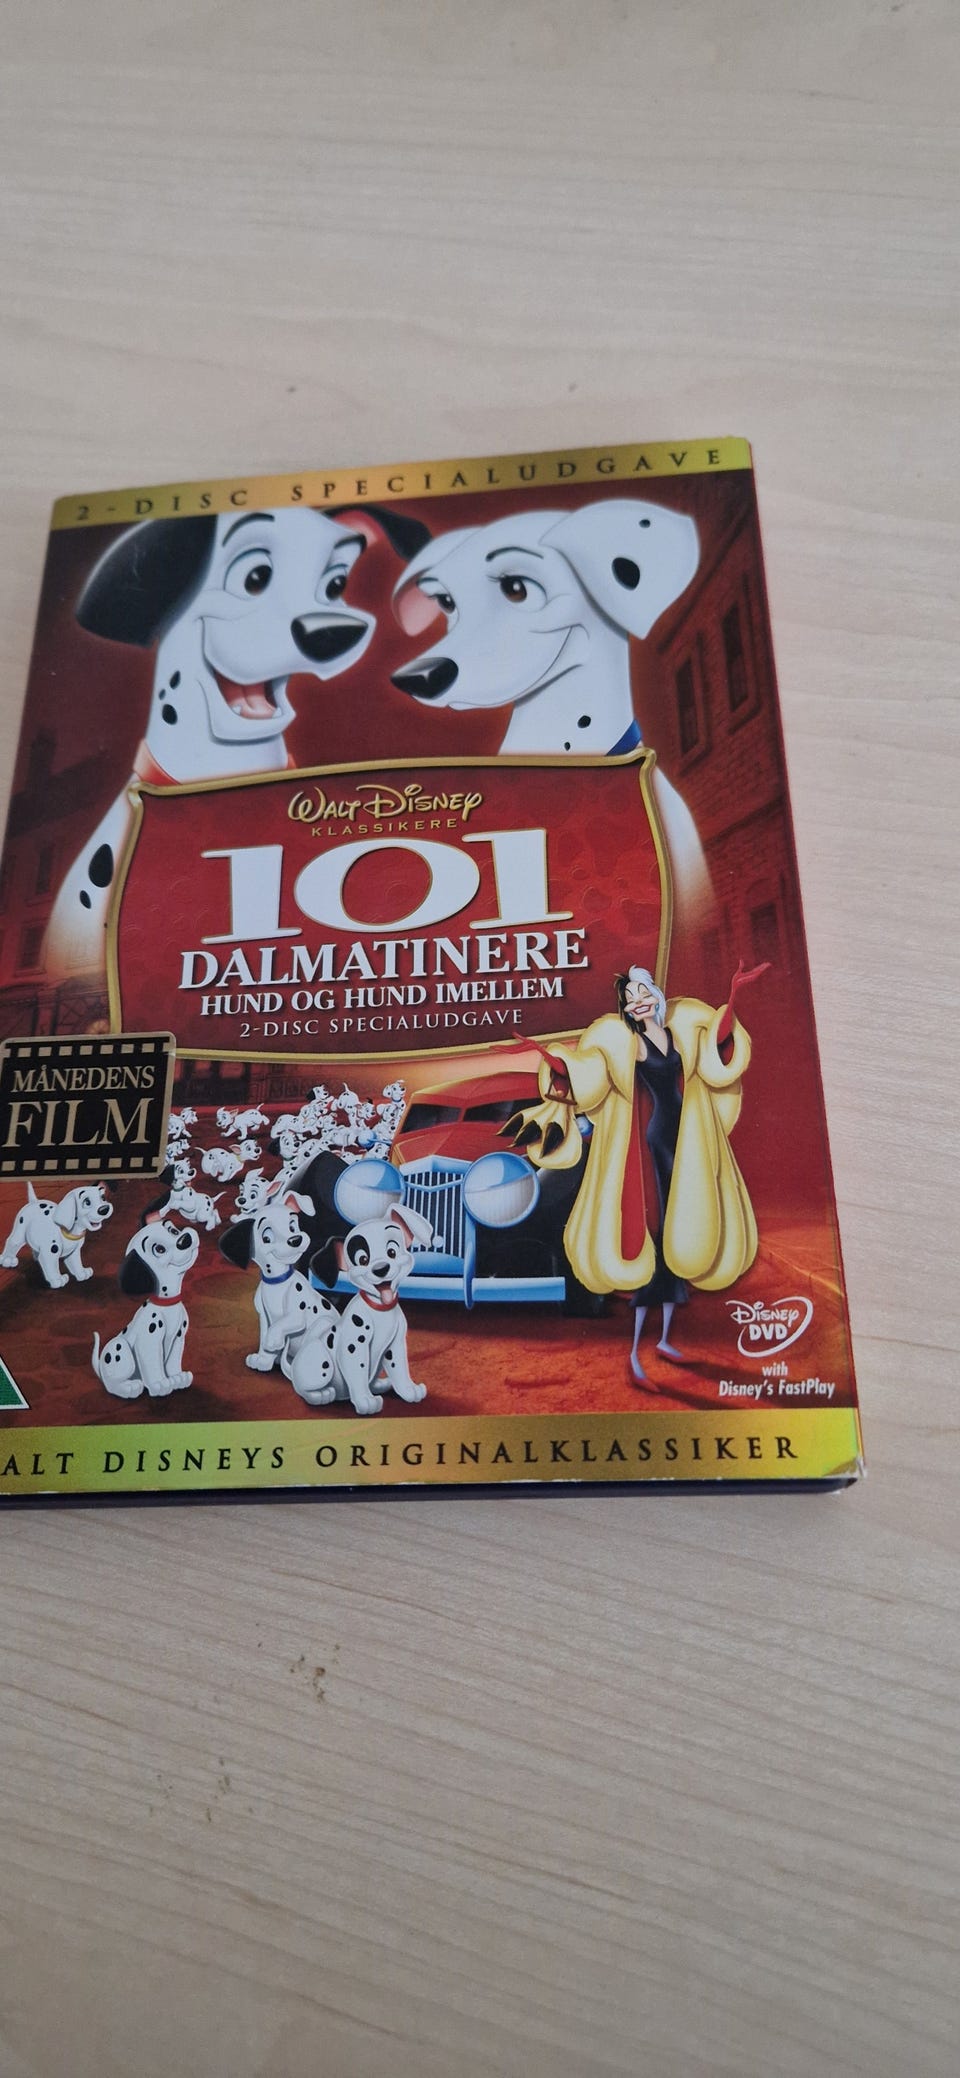 2-DISC SPECIALUDGAVE
WALT DISNEY
KLASSIKERE
101
DALMATINERE
HUND OG HUND IMELLEM
2-DISC SPECIALUDGAVE
MÅNEDENS
FILM
DISNEY
DVD
with
Disney's FastPlay
ALT DISNEYS ORIGINALKLASSIKER